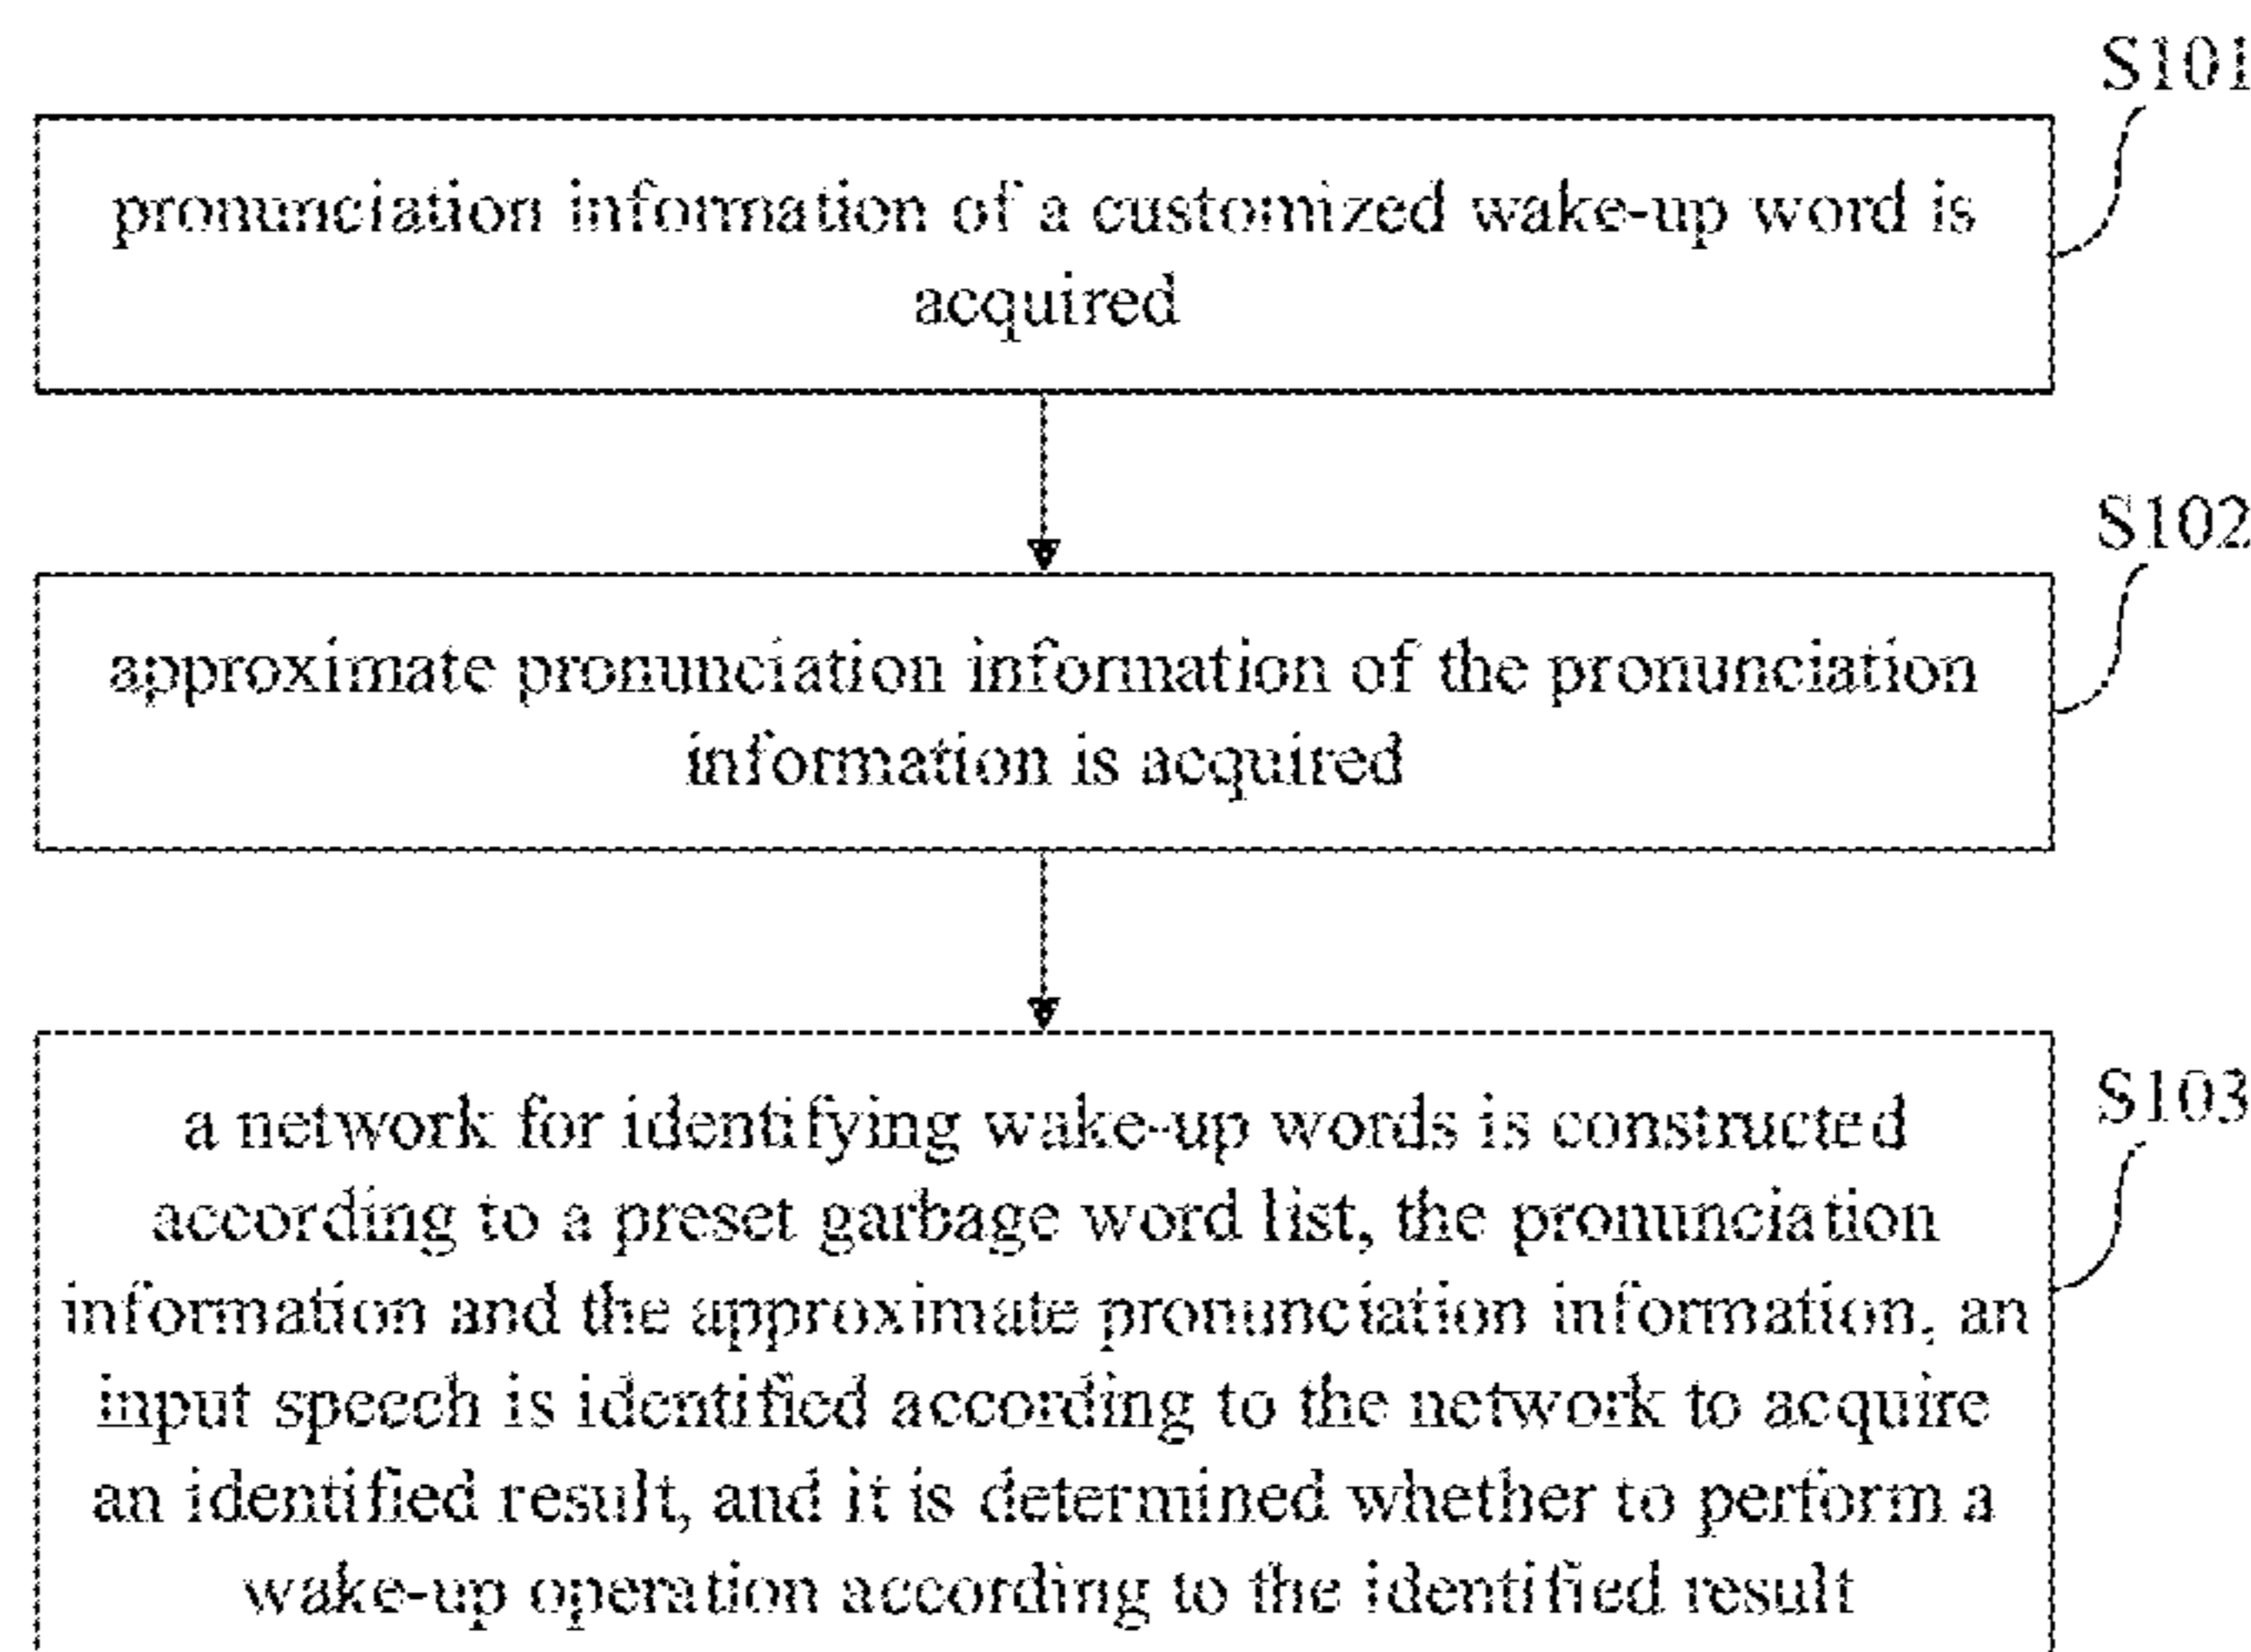 S101
pronunciation information of a customized wake-up word is
acquired
S102
approximate pronunciation information of the pronunciation
information is acquired
S103
a network for identifying wake-up words is constructed
according to a preset garbage word list, the pronunciation
information and the approximate pronunciation information, an
input speech is identified according to the network to acquire
an identified result, and it is determined whether to perform a
wake-up operation according to the identified result